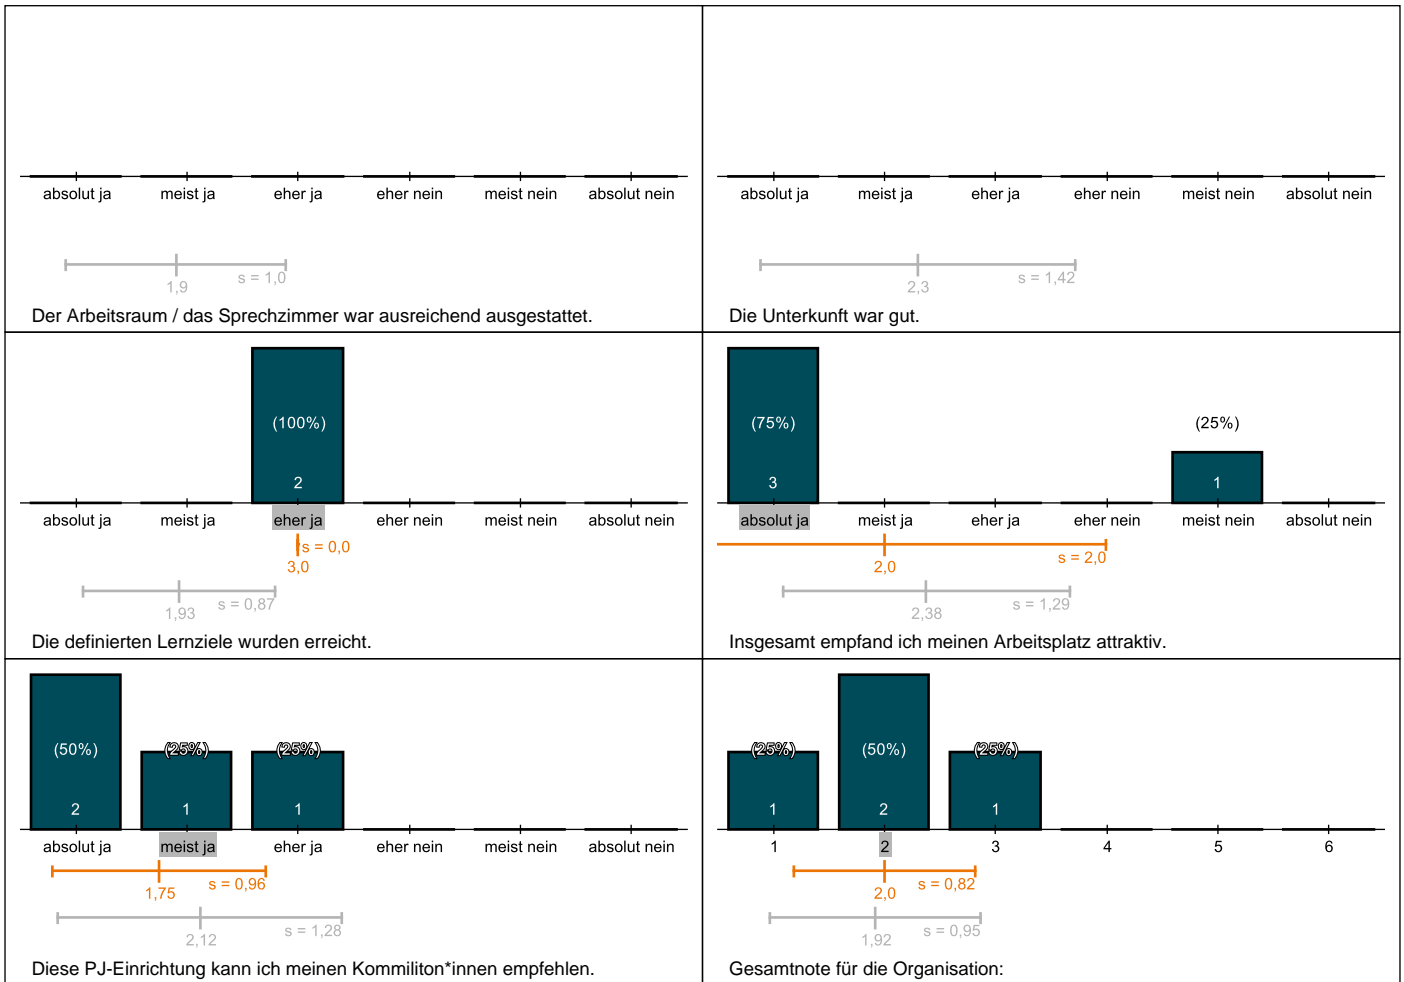 absolut ja meist ja eher ja eher nein meist nein absolut nein
s = 1,0
1,9
Der Arbeitsraum / das Sprechzimmer war ausreichend ausgestattet.
absolut ja meist ja eher ja eher nein meist nein absolut nein
s = 1,42
2,3
Die Unterkunft war gut.
(100%)
2
absolut ja meist ja eher ja eher nein meist nein absolut nein
s = 0,0
3,0
s = 0,87
1,93
Die definierten Lernziele wurden erreicht.
(75%) (25%)
3 1
absolut ja meist ja eher ja eher nein meist nein absolut nein
s = 2,0
2,0
s = 1,29
2,38
Insgesamt empfand ich meinen Arbeitsplatz attraktiv.
(50%) (25%) (25%)
2 1 1
absolut ja meist ja eher ja eher nein meist nein absolut nein
s = 0,96
1,75
s = 1,28
2,12
Diese PJ-Einrichtung kann ich meinen Kommiliton*innen empfehlen.
(25%) (50%) (25%)
1 2 1
1 2 3 4 5 6
s = 0,82
2,0
s = 0,95
1,92
Gesamtnote für die Organisation: